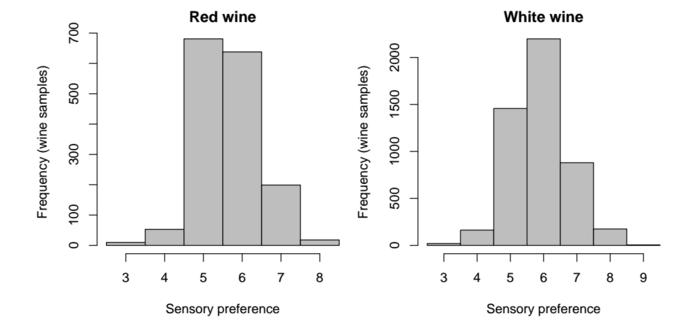 Red wine
Frequency (wine samples)
700
500
300
100
0
3 4 5 6 7 8
Sensory preference
White wine
Frequency (wine samples)
2000
1500
1000
500
0
3 4 5 6 7 8 9
Sensory preference